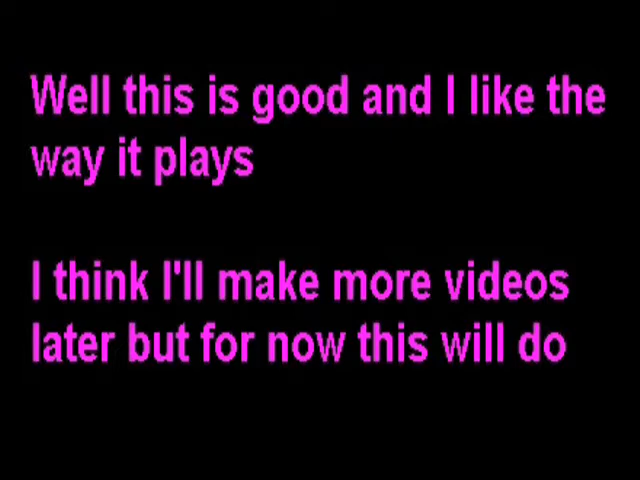 Well this is good and I like the
way it plays
I think I'll make more videos
later but for now this will do